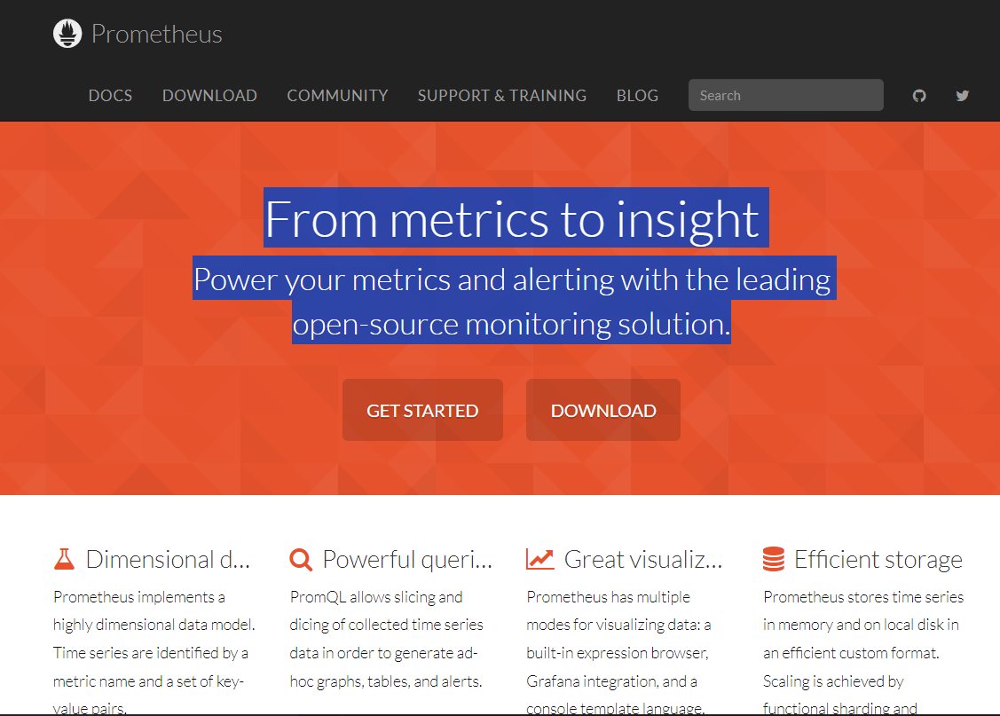 Prometheus
DOCS DOWNLOAD COMMUNITY SUPPORT & TRAINING BLOG Search
From metrics to insight
Power your metrics and alerting with the leading
open-source monitoring solution.
GET STARTED DOWNLOAD
Dimensional d...
Prometheus implements a
highly dimensional data model.
Time series are identified by a
metric name and a set of key-
value pairs.
Powerful queri...
PromQL allows slicing and
dicing of collected time series
data in order to generate ad-
hoc graphs, tables, and alerts.
Great visualiz...
Prometheus has multiple
modes for visualizing data: a
built-in expression browser,
Grafana integration, and a
console template language.
Efficient storage
Prometheus stores time series
in memory and on local disk in
an efficient custom format.
Scaling is achieved by
functional sharding and